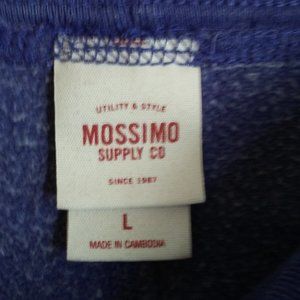 UTILITY & STYLE
MOSSIMO
SUPPLY CO
SINCE 1987
L
MADE IN CAMBODIA